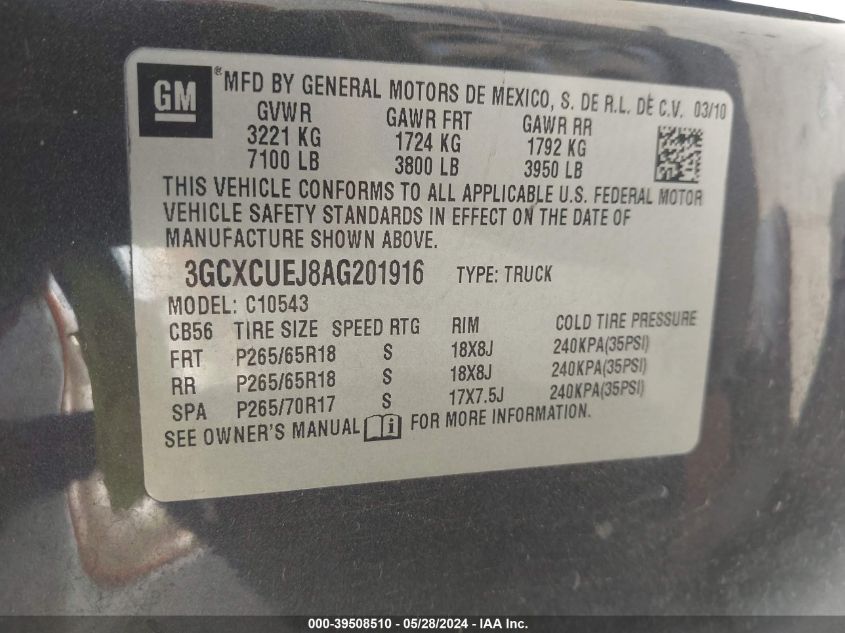 GM ® MFD BY GENERAL MOTORS DE MEXICO, S. DE R.L. DE C.V. 03/10
GVWR GAWR FRT GAWR RR
3221 KG 1724 KG 1792 KG
7100 LB 3800 LB 3950 LB
THIS VEHICLE CONFORMS TO ALL APPLICABLE U.S. FEDERAL MOTOR
VEHICLE SAFETY STANDARDS IN EFFECT ON THE DATE OF
MANUFACTURE SHOWN ABOVE.
3GCXCUEJ8AG201916 TYPE: TRUCK
MODEL: C10543
CB56 TIRE SIZE SPEED RTG RIM COLD TIRE PRESSURE
FRT P265/65R18 S 18X8J 240KPA(35PSI)
RR P265/65R18 S 18X8J 240KPA(35PSI)
SPA P265/70R17 S 17X7.5J 240KPA(35PSI)
SEE OWNER'S MANUAL i FOR MORE INFORMATION.
000-39508510 - 05/28/2024 - IAA Inc.